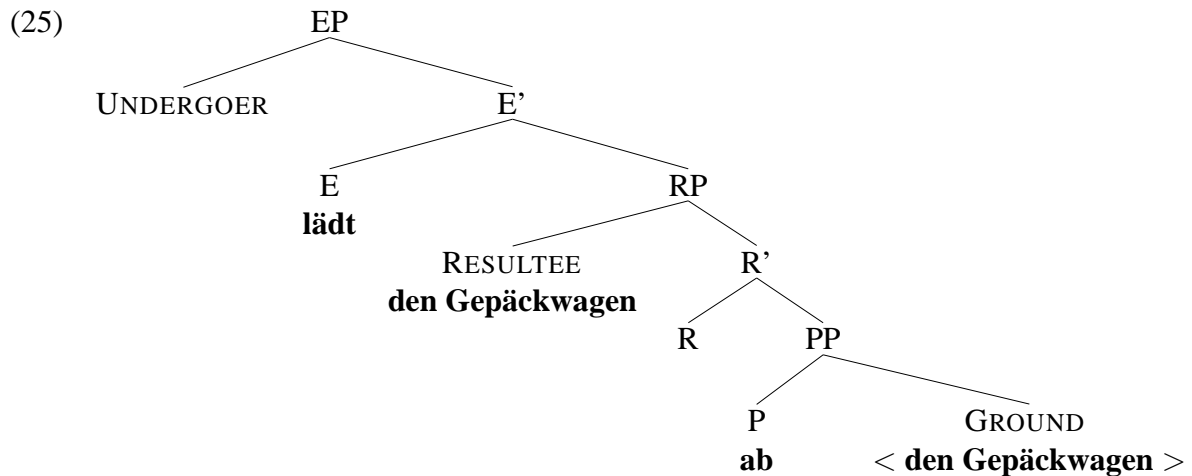 (25) EP
UNDERGOER E’
E RP
lädt
RESULTEE R’
den Gepäckwagen
R PP
P GROUND
ab < den Gepäckwagen >